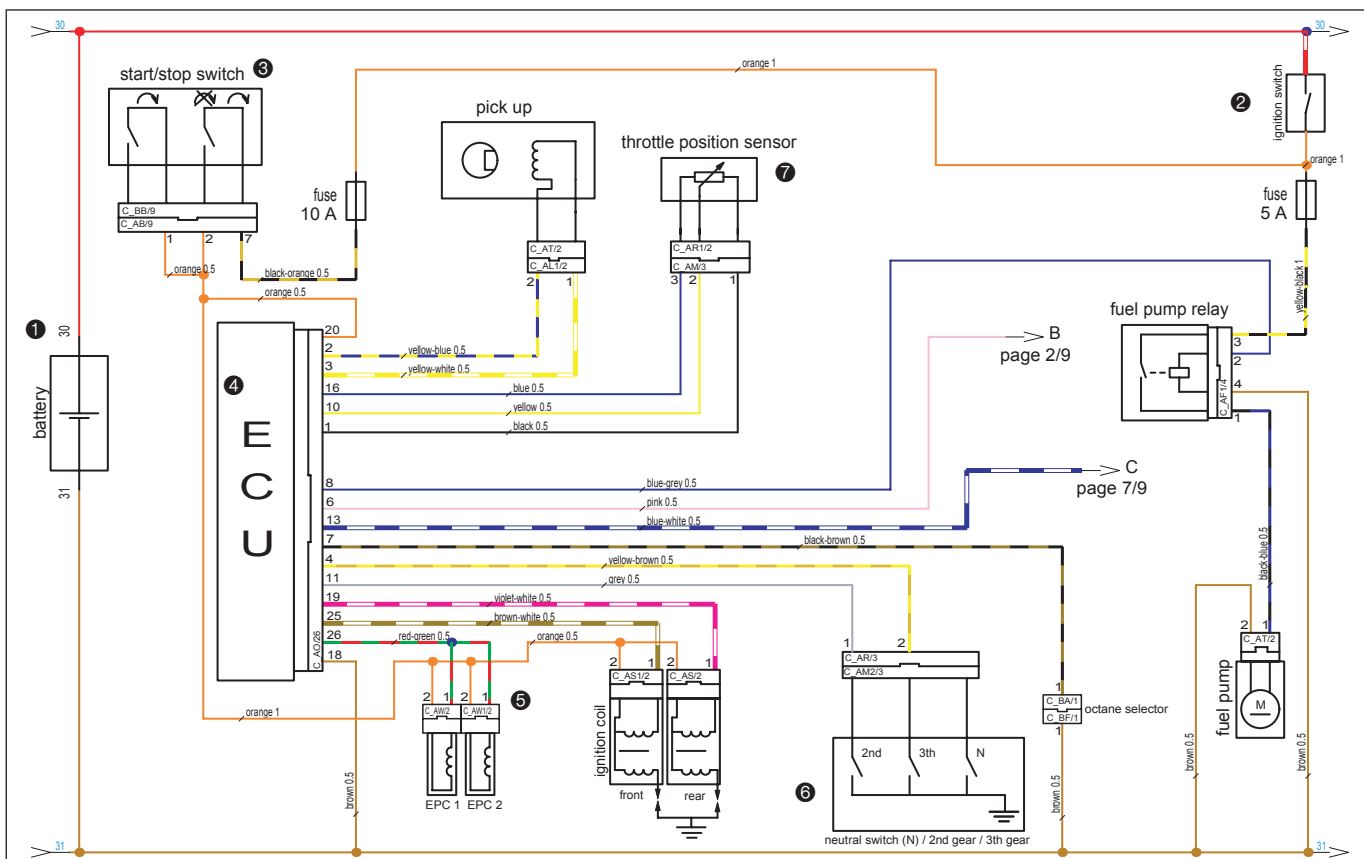 30
30
start/stop switch
3
orange 1
pick up
throttle position sensor
7
2
ignition switch
orange 1
fuse
10 A
fuse
5 A
C_BB/9
C_AB/9
1
2
7
orange 0.5
black-orange 0.5
orange 0.5
C_AT/2
C_AL1/2
2
1
C_AR1/2
C_AM/3
3
2
1
yellow-black 1
1
30
battery
31
4
ECU
20
2
yellow-blue 0.5
3
yellow-white 0.5
16
blue 0.5
10
yellow 0.5
1
black 0.5
B
page 2/9
fuel pump relay
3
2
4
1
C_AF1/4
8
blue-grey 0.5
6
pink 0.5
13
blue-white 0.5
C
page 7/9
7
black-brown 0.5
4
yellow-brown 0.5
11
grey 0.5
19
violet-white 0.5
25
brown-white 0.5
26
red-green 0.5
orange 0.5
18
C_AO/26
black-blue 0.5
orange 1
2
1
2
1
C_AW/2
C_AW1/2
5
EPC 1
EPC 2
2
1
2
1
C_AS1/2
C_AS/2
ignition coil
front
rear
1
2
C_AR/3
C_AM2/3
2nd
3th
N
6
neutral switch (N) / 2nd gear / 3th gear
1
C_BA/1
C_BF/1
1
octane selector
2
1
C_AT/2
M
fuel pump
brown 0.5
brown 0.5
brown 0.5
brown 0.5
31
31